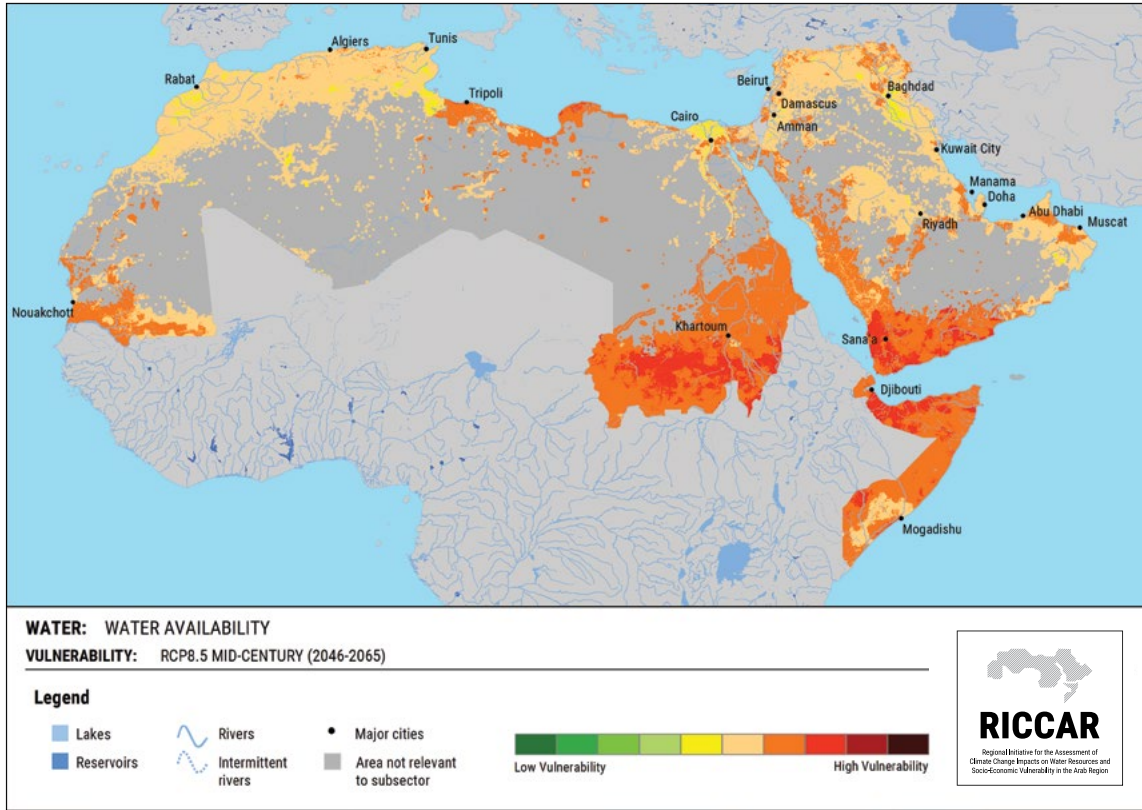 Algiers
Tunis
Rabat
Tripoli
Beirut
Baghdad
Damascus
Cairo
Amman
Kuwait City
Manama
Doha
Abu Dhabi
Riyadh
Muscat
Nouakchott
Khartoum
Sana'a
Djibouti
Mogadishu
WATER: WATER AVAILABILITY
VULNERABILITY: RCP8.5 MID-CENTURY (2046-2065)
Legend
Lakes
Rivers
Major cities
Reservoirs
Intermittent
rivers
Area not relevant
to subsector
Low Vulnerability
High Vulnerability
RICCAR
Regional Initiative for the Assessment of
Climate Change Impacts on Water Resources and
Socio-Economic Vulnerability in the Arab Region